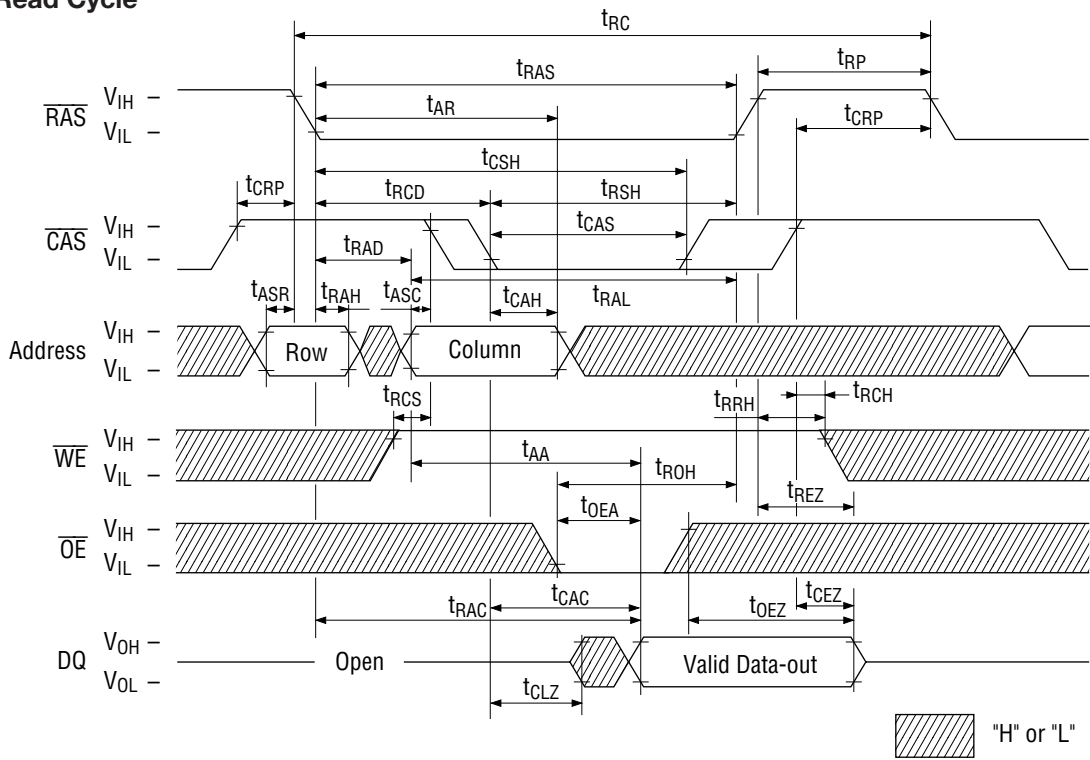 Read Cycle
tRC
tRP
tRAS
tAR
RAS
VIH –
VIL –
tCRP
tCSH
tCRP
tRCD
tRSH
CAS
VIH –
VIL –
tCAS
tRAD
tASR
tRAH
tASC
tCAH
tRAL
Address
VIH –
VIL –
Row
Column
tRCS
tRRH
tRCH
WE
VIH –
VIL –
tAA
tROH
tREZ
tOEA
OE
VIH –
VIL –
tCAC
tRAC
tCEZ
tOEZ
DQ
VOH –
VOL –
Open
Valid Data-out
tCLZ
"H" or "L"